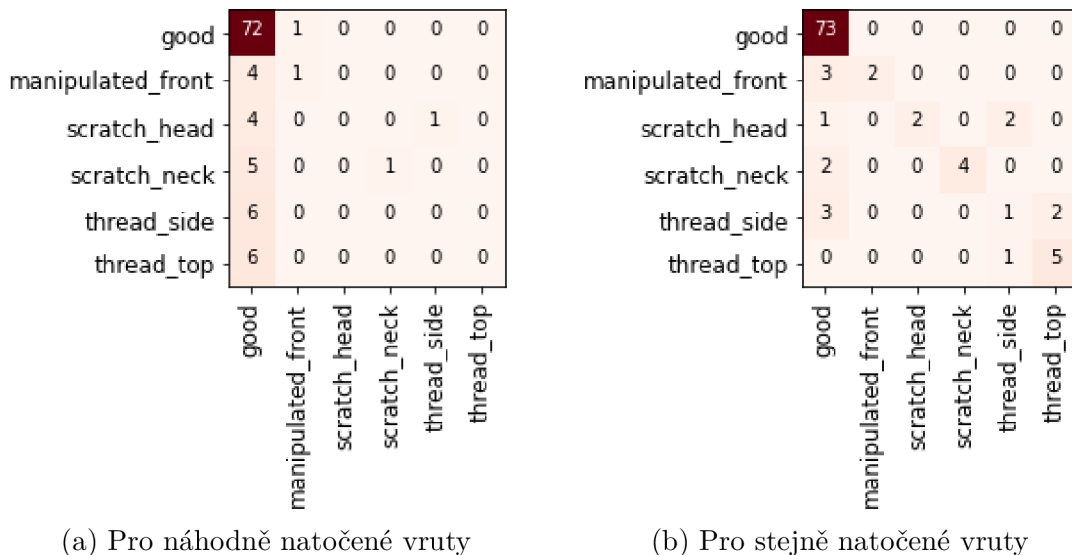 good 72 1 0 0 0 0
manipulated_front 4 1 0 0 0 0
scratch_head 4 0 0 0 1 0
scratch_neck 5 0 0 1 0 0
thread_side 6 0 0 0 0 0
thread_top 6 0 0 0 0 0
good
manipulated_front
scratch_head
scratch_neck
thread_side
thread_top
(a) Pro náhodně natočené vruty
good 73 0 0 0 0 0
manipulated_front 3 2 0 0 0 0
scratch_head 1 0 2 0 2 0
scratch_neck 2 0 0 4 0 0
thread_side 3 0 0 0 1 2
thread_top 0 0 0 0 1 5
good
manipulated_front
scratch_head
scratch_neck
thread_side
thread_top
(b) Pro stejně natočené vruty